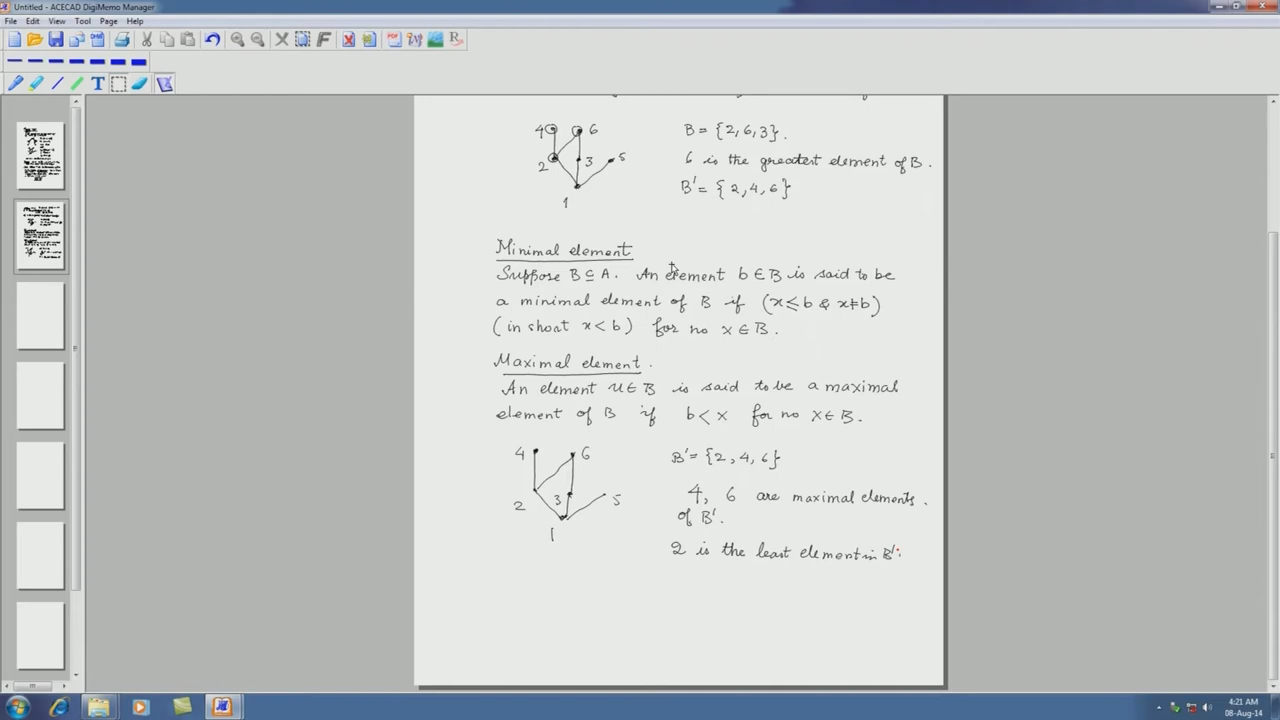 Untitled - ACECAD DigiMemo Manager
File Edit View Tool Page Help
4 6 B = {2, 6, 3}.
2 3 5 6 is the greatest element of B.
1 B' = {2, 4, 6}
Minimal element
Suppose B ⊆ A. An element b ∈ B is said to be
a minimal element of B if (x ≤ b & x ≠ b)
(in short x < b) for no x ∈ B.
Maximal element.
An element u ∈ B is said to be a maximal
element of B if b < x for no x ∈ B.
4 6 B' = {2, 4, 6}
2 3 5 4, 6 are maximal elements.
1 of B'.
2 is the least element in B'.
4:21 AM
08-Aug-14